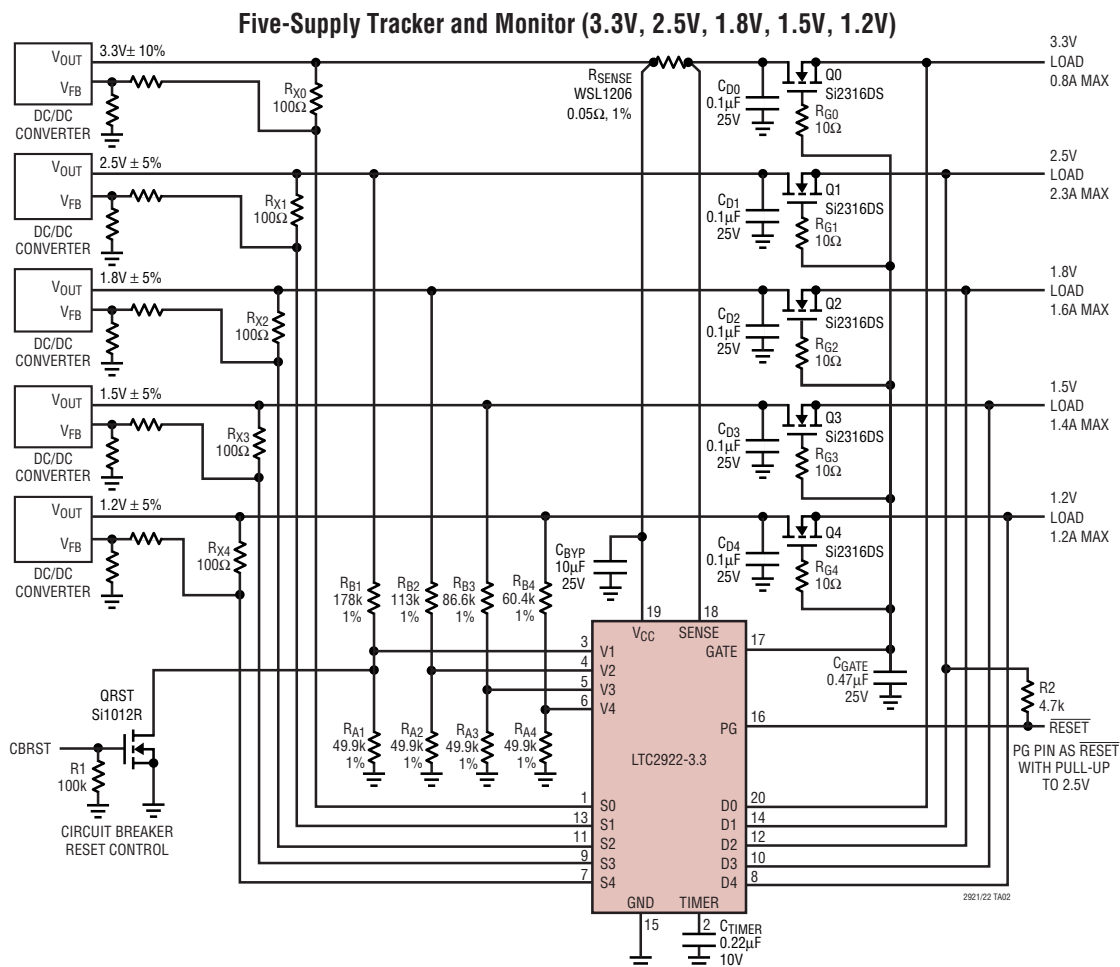 Five-Supply Tracker and Monitor (3.3V, 2.5V, 1.8V, 1.5V, 1.2V)
VOUT
3.3V± 10%
VFB
DC/DC
CONVERTER
RX0
100Ω
RSENSE
WSL1206
0.05Ω, 1%
CD0
0.1µF
25V
Q0
Si2316DS
RG0
10Ω
3.3V
LOAD
0.8A MAX
VOUT
2.5V ± 5%
VFB
DC/DC
CONVERTER
RX1
100Ω
CD1
0.1µF
25V
Q1
Si2316DS
RG1
10Ω
2.5V
LOAD
2.3A MAX
VOUT
1.8V ± 5%
VFB
DC/DC
CONVERTER
RX2
100Ω
CD2
0.1µF
25V
Q2
Si2316DS
RG2
10Ω
1.8V
LOAD
1.6A MAX
VOUT
1.5V ± 5%
VFB
DC/DC
CONVERTER
RX3
100Ω
CD3
0.1µF
25V
Q3
Si2316DS
RG3
10Ω
1.5V
LOAD
1.4A MAX
VOUT
1.2V ± 5%
VFB
DC/DC
CONVERTER
RX4
100Ω
CD4
0.1µF
25V
Q4
Si2316DS
RG4
10Ω
1.2V
LOAD
1.2A MAX
CBYP
10µF
25V
RB1
178k
1%
RB2
113k
1%
RB3
86.6k
1%
RB4
60.4k
1%
19
18
VCC
SENSE
3
V1
4
V2
5
V3
6
V4
GATE
17
CGATE
0.47µF
25V
R2
4.7k
PG
16
RESET
PG PIN AS RESET
WITH PULL-UP
TO 2.5V
QRST
Si1012R
CBRST
R1
100k
CIRCUIT BREAKER
RESET CONTROL
RA1
49.9k
1%
RA2
49.9k
1%
RA3
49.9k
1%
RA4
49.9k
1%
LTC2922-3.3
1
S0
13
S1
11
S2
9
S3
7
S4
D0
20
D1
14
D2
12
D3
10
D4
8
GND
TIMER
15
2
CTIMER
0.22µF
10V
2921/22 TA02